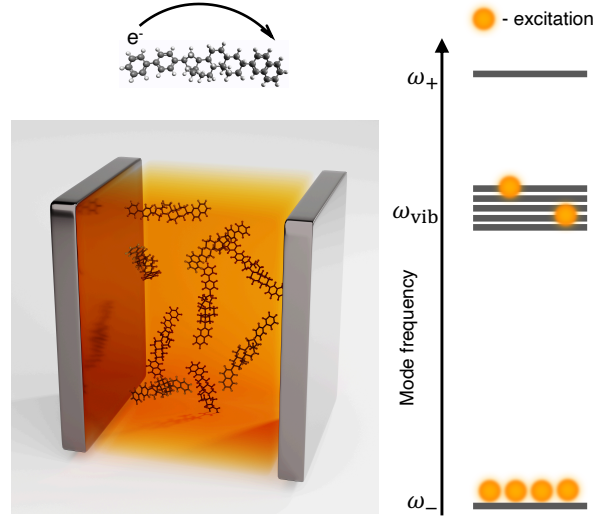 e⁻
- excitation
ω₊
ω_vib
Mode frequency
ω₋